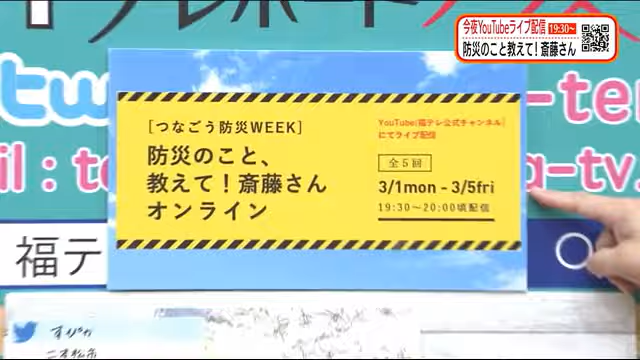 今夜YouTubeライブ配信 19:30~
防災のこと教えて!斎藤さん
[つなごう防災WEEK]
防災のこと、
教えて!斎藤さん
オンライン
YouTube[福テレ公式チャンネル]
にてライブ配信
全5回
3/1mon - 3/5fri
19:30~20:00頃配信
福テ
二本松市